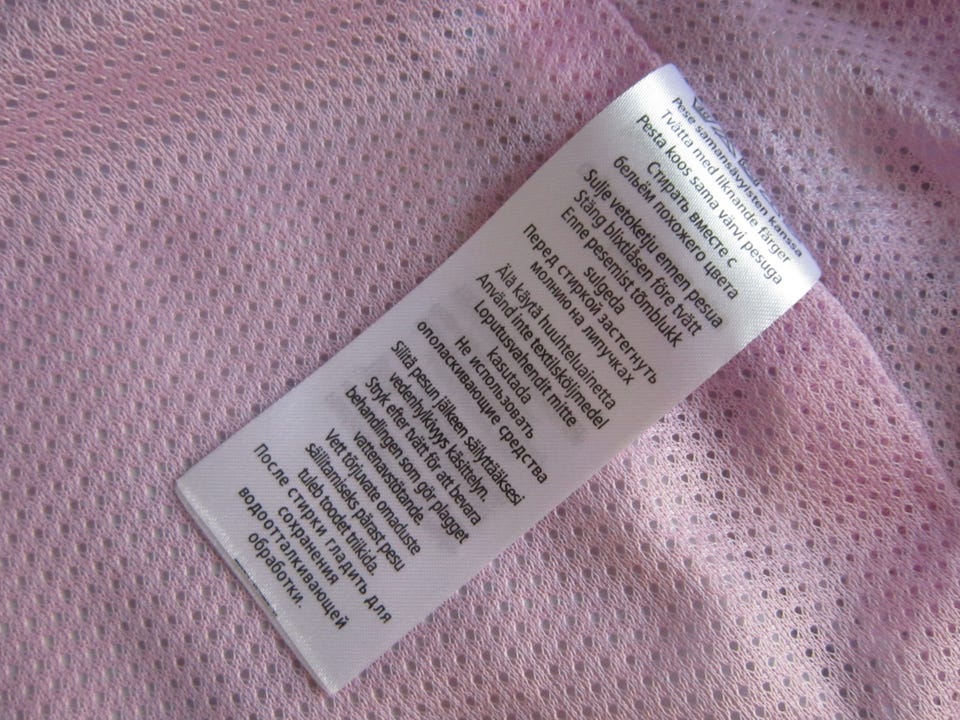 Pese samansävyisten kanssa
Tvätta med liknande färger
Pesta koos sama värvi pesuga
Стирать вместе с
бельём похожего цвета
Sulje vetoketju ennen pesua
Stäng blixtlåsen före tvätt
Enne pesemist tõmblukk
sulgeda
Перед стиркой застегнуть
молнию на липучках
Älä käytä huuhteluainetta
Använd inte textilsköljmedel
Loputusvahendit mitte
kasutada
Не использовать
ополаскивающие средства
Silitä pesun jälkeen säilyttääksesi
vedenhylkivyys käsittelyn.
Stryk efter tvätt för att bevara
behandlingen som gör plagget
vattenavstötande.
Vett tõrjuvate omaduste
säilitamiseks pärast pesu
tuleb toodet triikida.
После стирки гладить для
сохранения
водоотталкивающей
обработки.